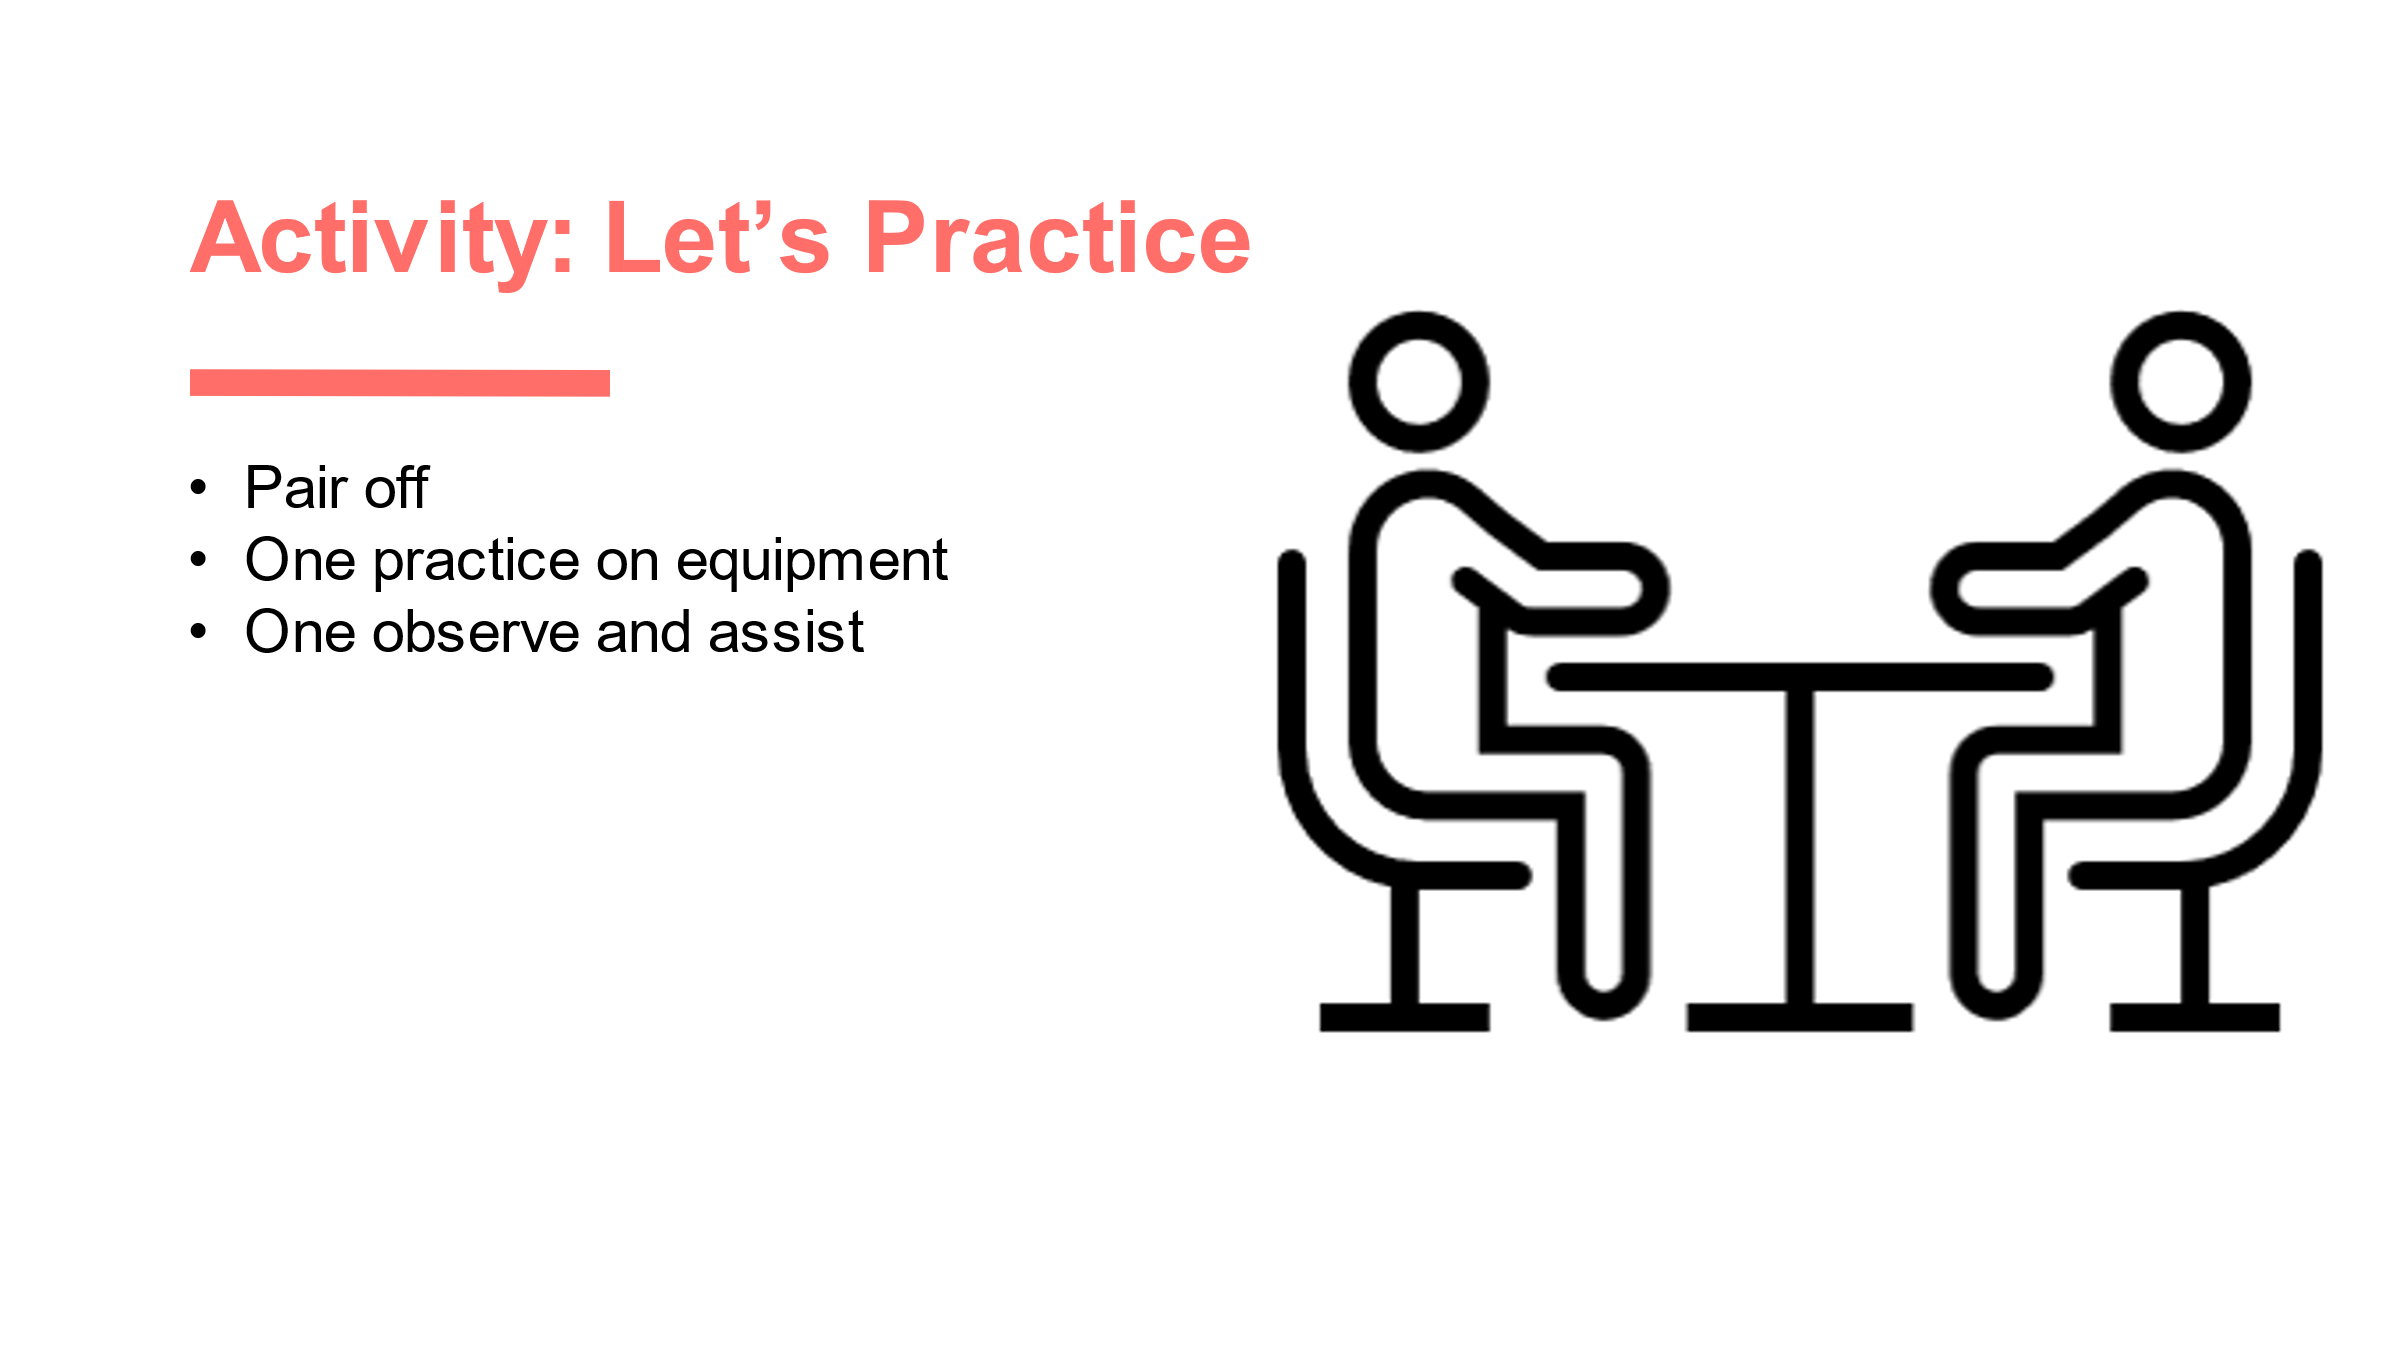 Activity: Let’s Practice
• Pair off
• One practice on equipment
• One observe and assist